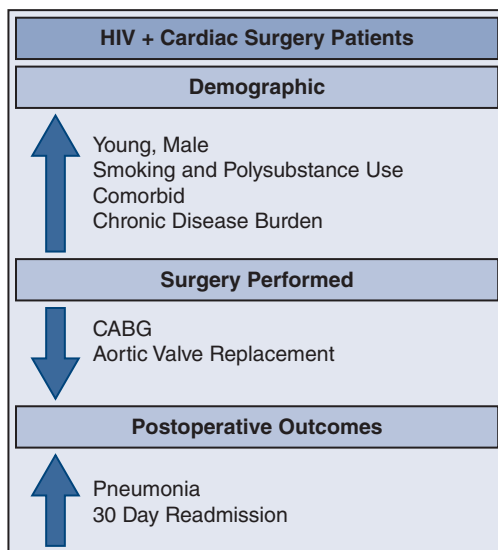 HIV + Cardiac Surgery Patients
Demographic
Young, Male
Smoking and Polysubstance Use
Comorbid
Chronic Disease Burden
Surgery Performed
CABG
Aortic Valve Replacement
Postoperative Outcomes
Pneumonia
30 Day Readmission